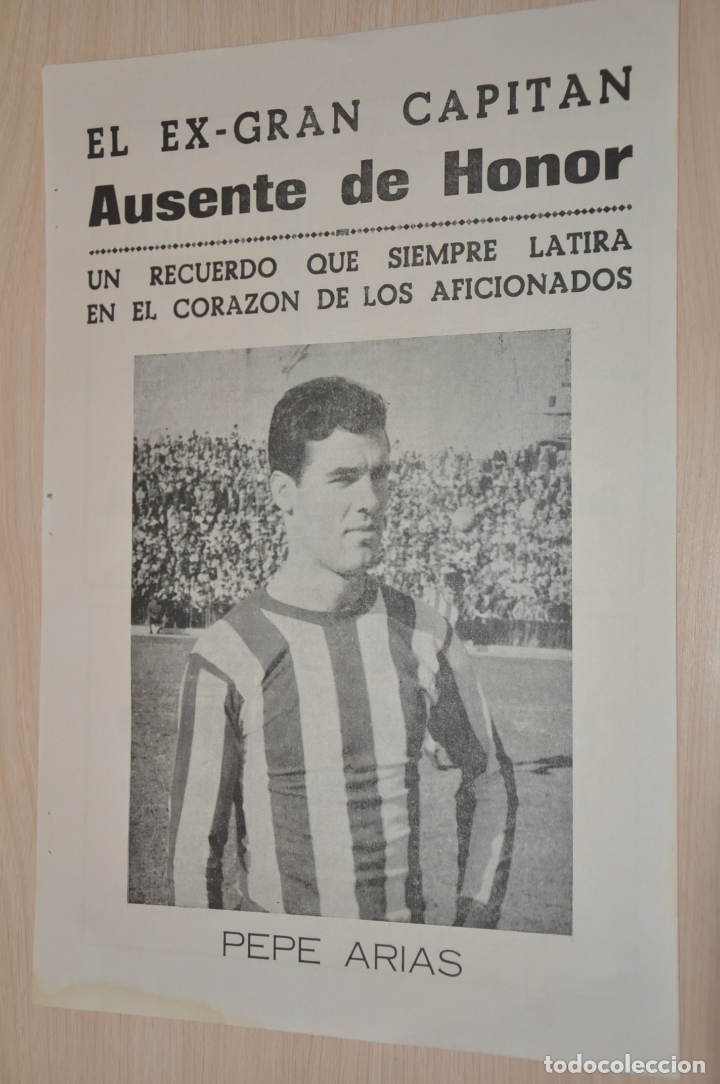 EL EX-GRAN CAPITAN
Ausente de Honor
UN RECUERDO QUE SIEMPRE LATIRA
EN EL CORAZON DE LOS AFICIONADOS
PEPE ARIAS
todocoleccion